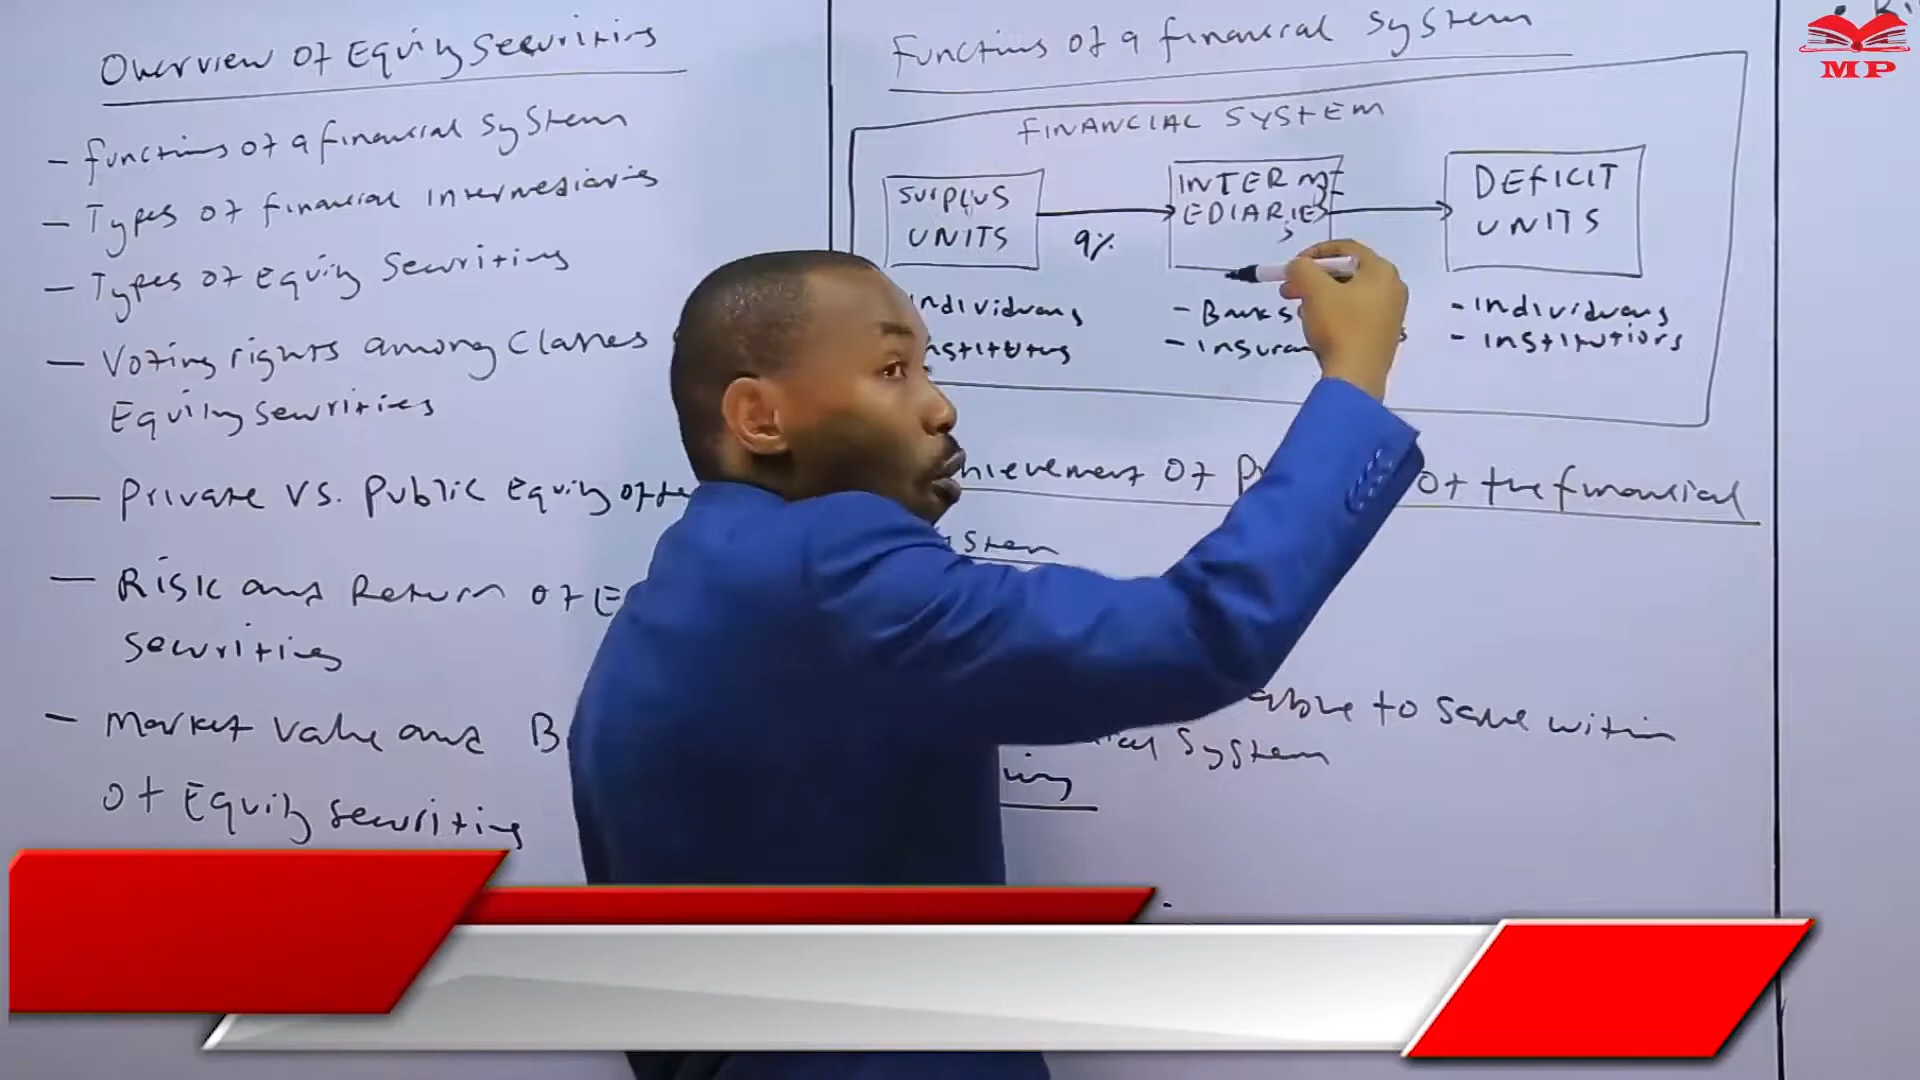 Overview of Equity Securities
- functions of a financial system
- Types of financial Intermediaries
- Types of Equity Securities
- Voting rights among Classes
Equity Securities
- Private vs. Public Equity
- Risk and Return of
Securities
- Market Value and B
of Equity Securities
Functions of a financial system
FINANCIAL SYSTEM
SURPLUS
UNITS
9%
INTERM
EDIARIES
DEFICIT
UNITS
Individuals
Institutions
- Banks
- Insuran
- Individuals
- Institutions
hievement of of the financial
System
able to save within
System
MP